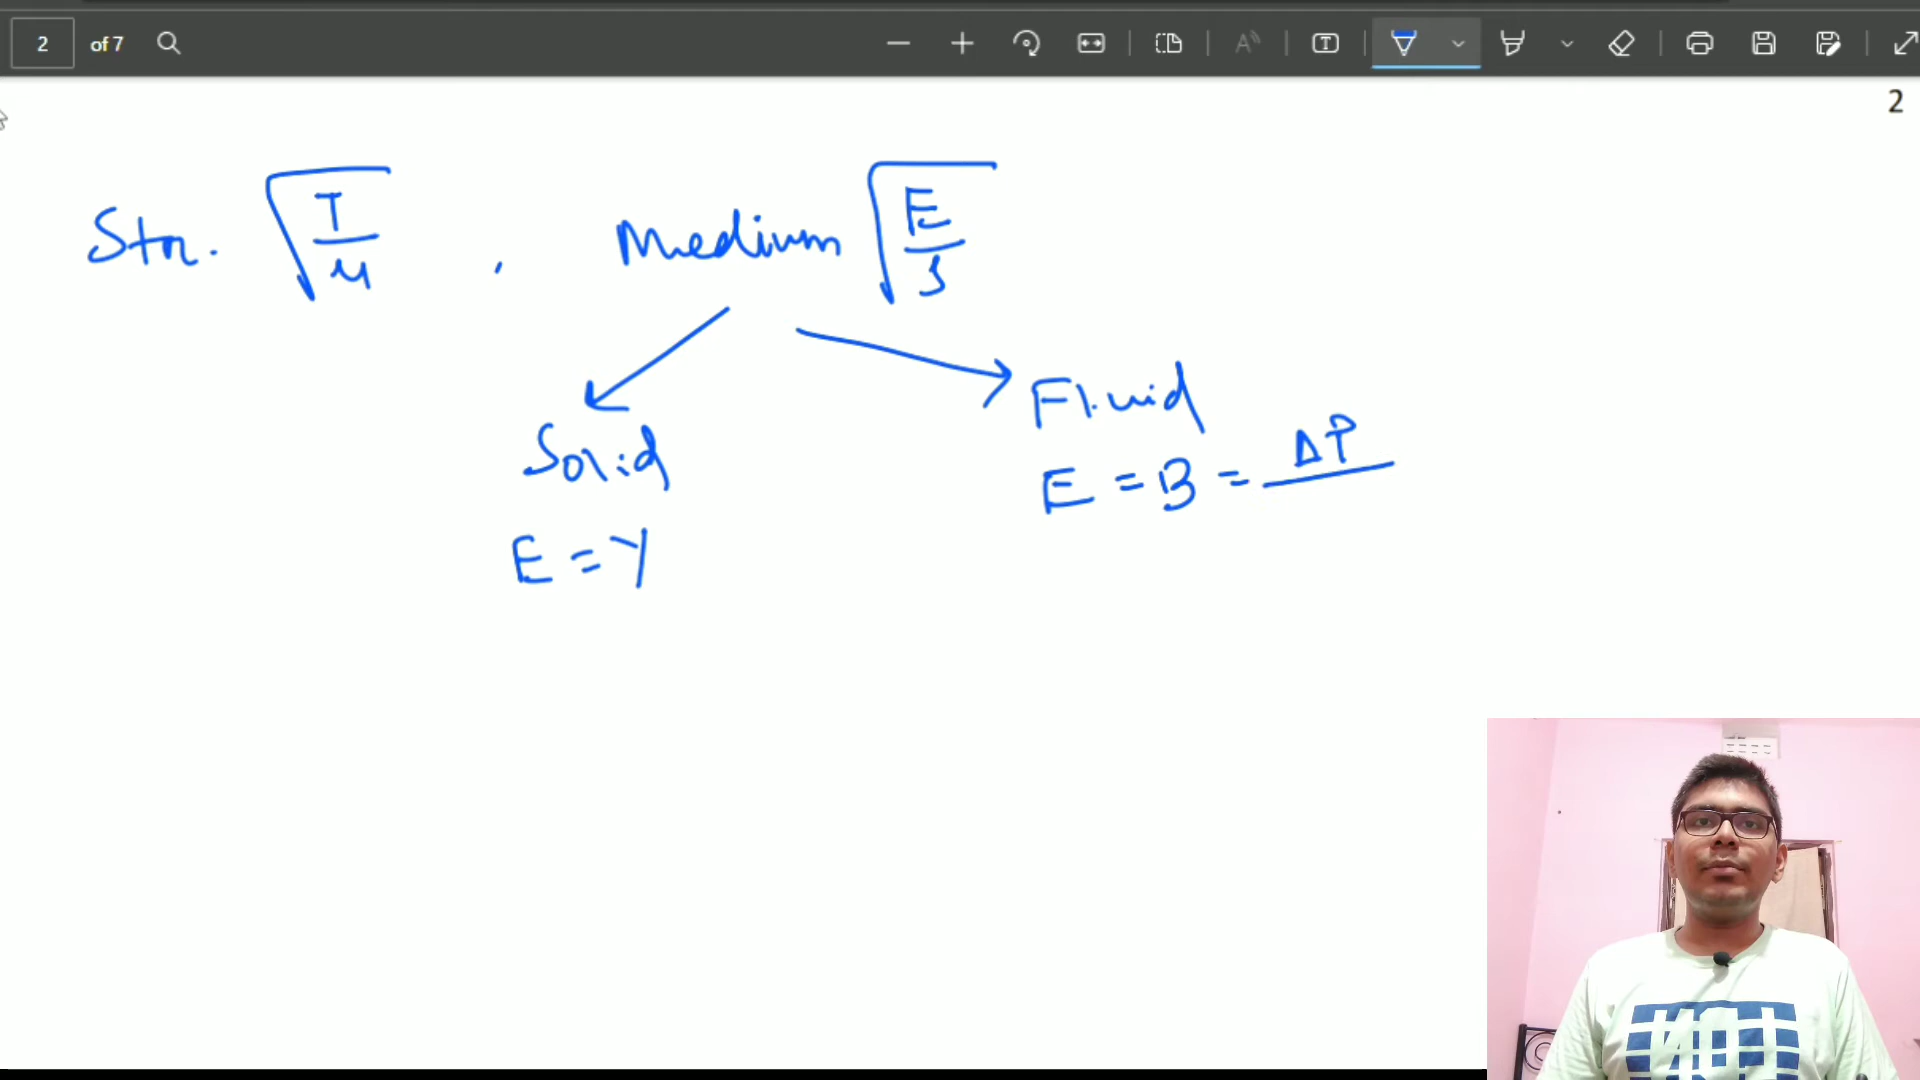 2 of 7
2
Str. √(T/μ) , Medium √(E/ρ)
Solid
Fluid
E = Y
E = B = ΔP